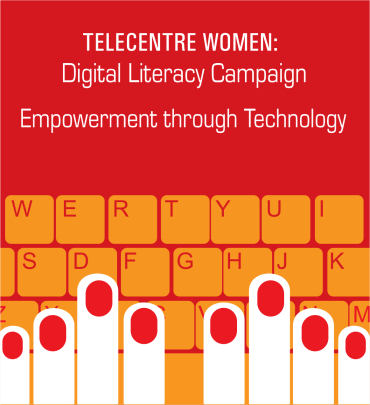 TELECENTRE WOMEN:
Digital Literacy Campaign
Empowerment through Technology
W E R T Y U I
S D F G H J K
Z X C V N M